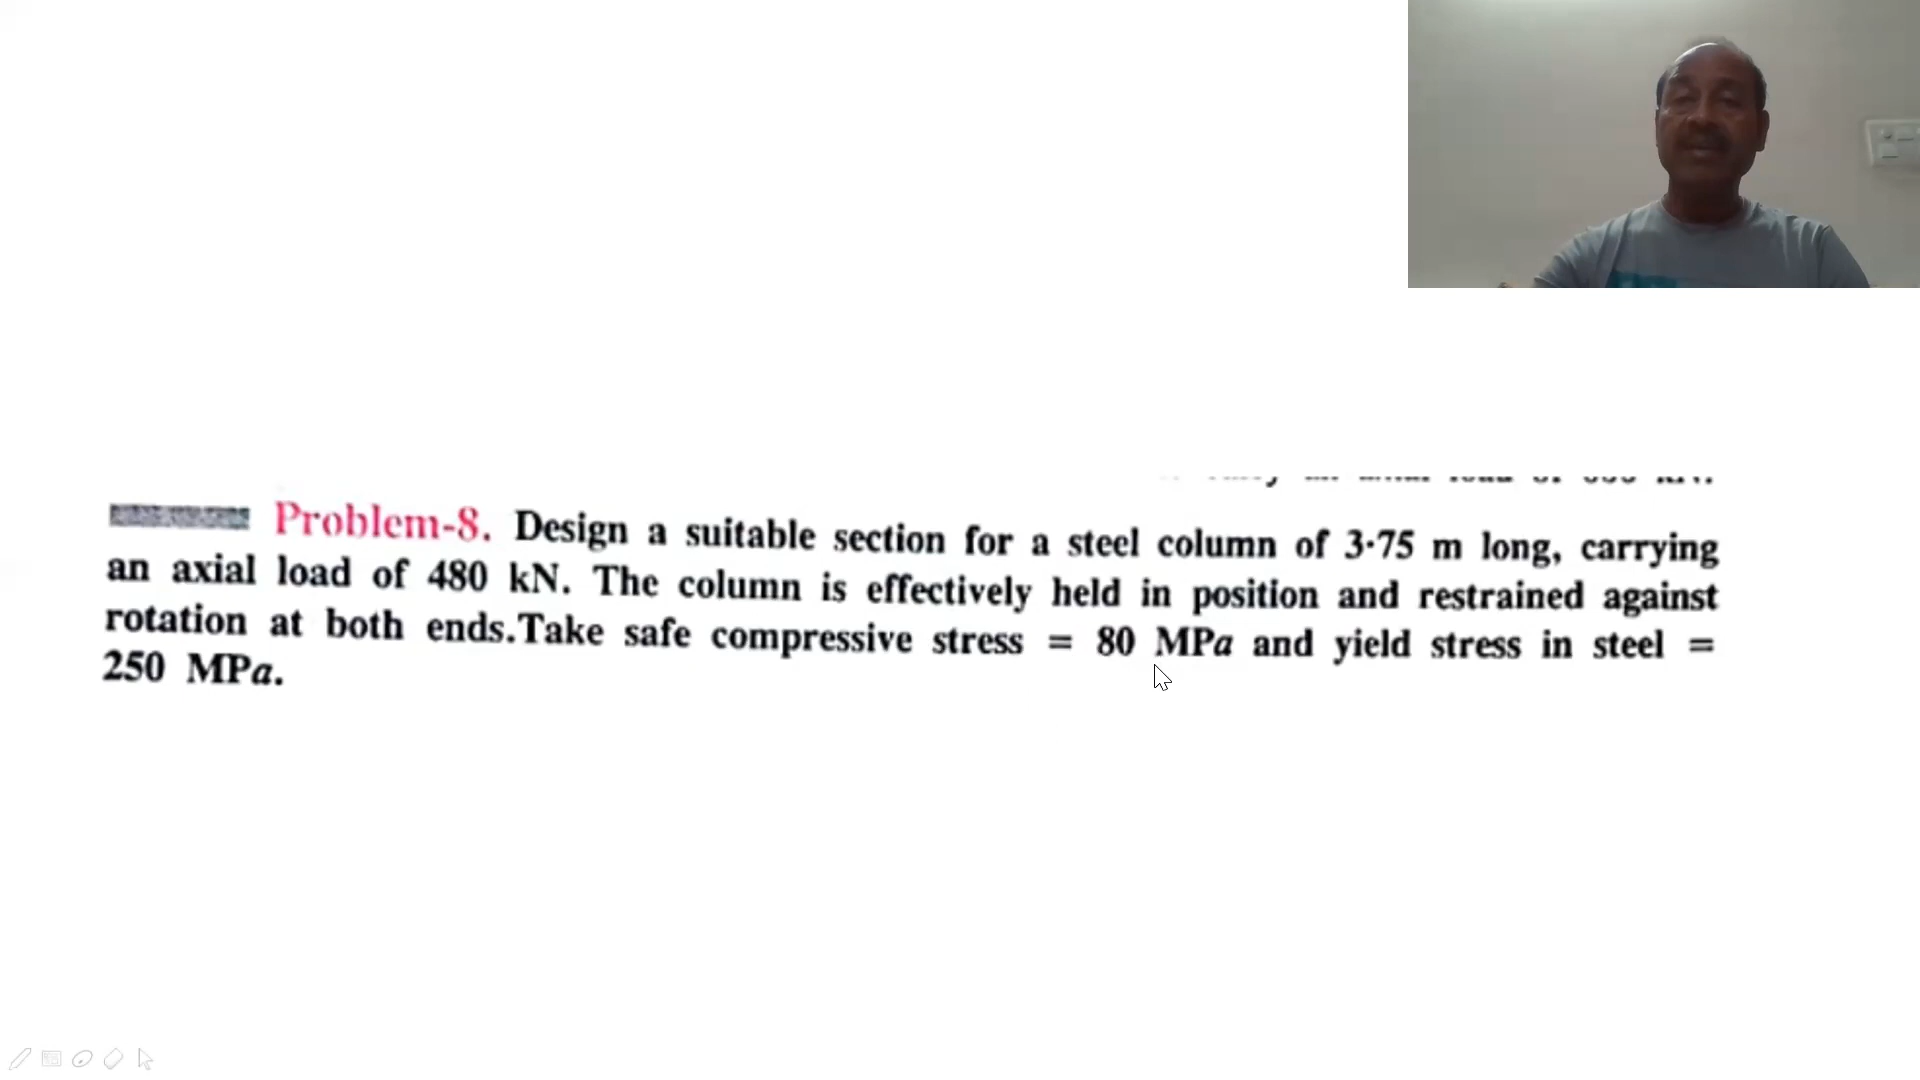 Problem-8. Design a suitable section for a steel column of 3·75 m long, carrying
an axial load of 480 kN. The column is effectively held in position and restrained against
rotation at both ends.Take safe compressive stress = 80 MPa and yield stress in steel =
250 MPa.